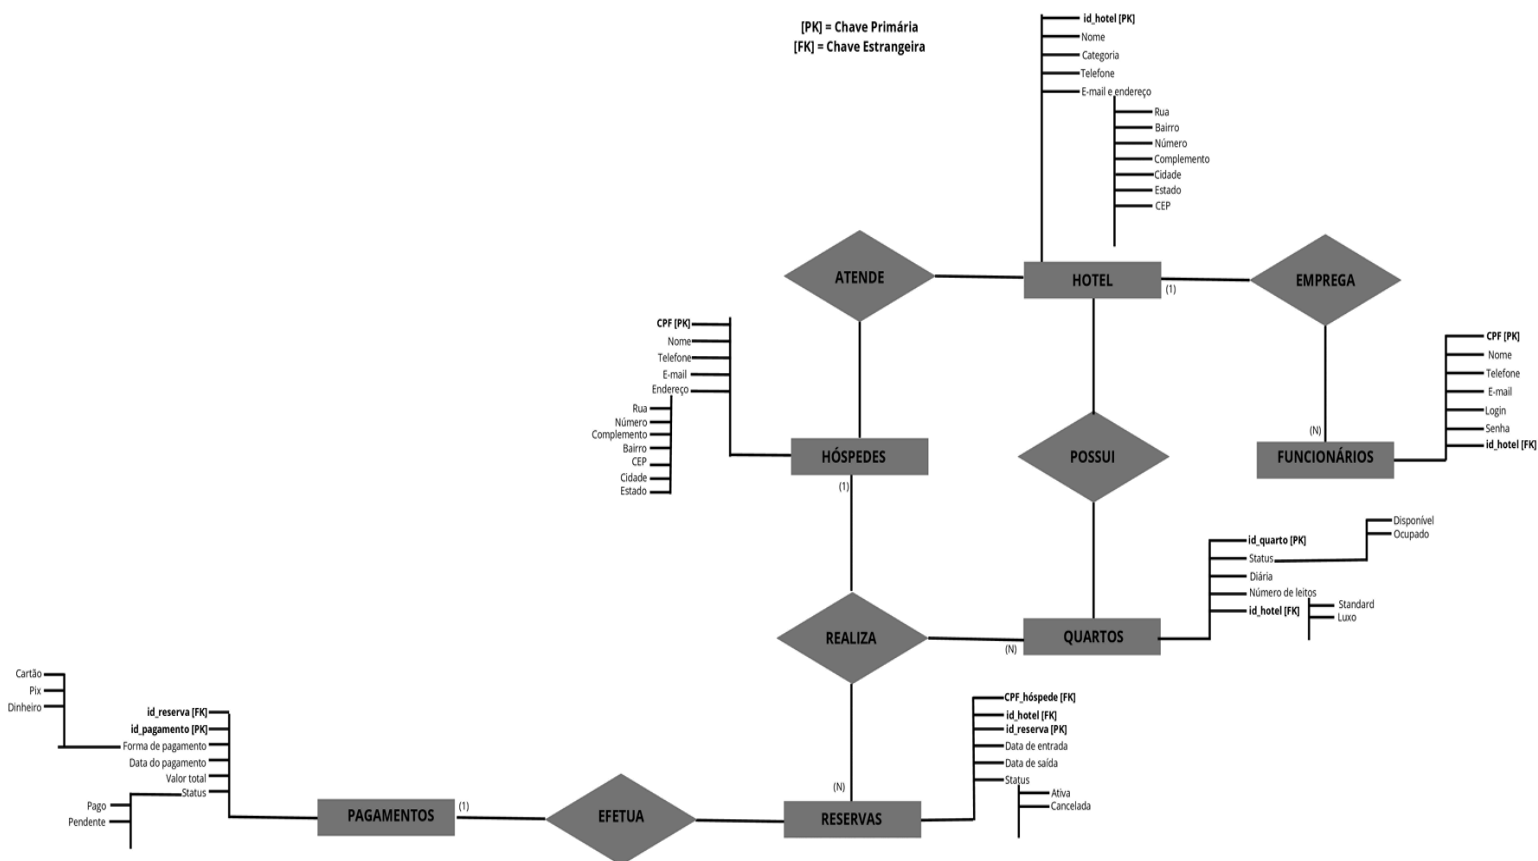 [PK] = Chave Primária
[FK] = Chave Estrangeira
id_hotel [PK]
Nome
Categoria
Telefone
E-mail e endereço
Rua
Bairro
Número
Complemento
Cidade
Estado
CEP
ATENDE
HOTEL
(1)
EMPREGA
CPF [PK]
Nome
Telefone
E-mail
Endereço
Rua
Número
Complemento
Bairro
CEP
Cidade
Estado
HÓSPEDES
(1)
POSSUI
(N)
FUNCIONÁRIOS
CPF [PK]
Nome
Telefone
E-mail
Login
Senha
id_hotel [FK]
id_quarto [PK]
Status
Disponível
Ocupado
Diária
Número de leitos
id_hotel [FK]
Standard
Luxo
REALIZA
(N)
QUARTOS
Cartão
Pix
Dinheiro
id_reserva [FK]
id_pagamento [PK]
Forma de pagamento
Data do pagamento
Valor total
Status
Pago
Pendente
PAGAMENTOS
(1)
EFETUA
(N)
RESERVAS
CPF_hóspede [FK]
id_hotel [FK]
id_reserva [PK]
Data de entrada
Data de saída
Status
Ativa
Cancelada